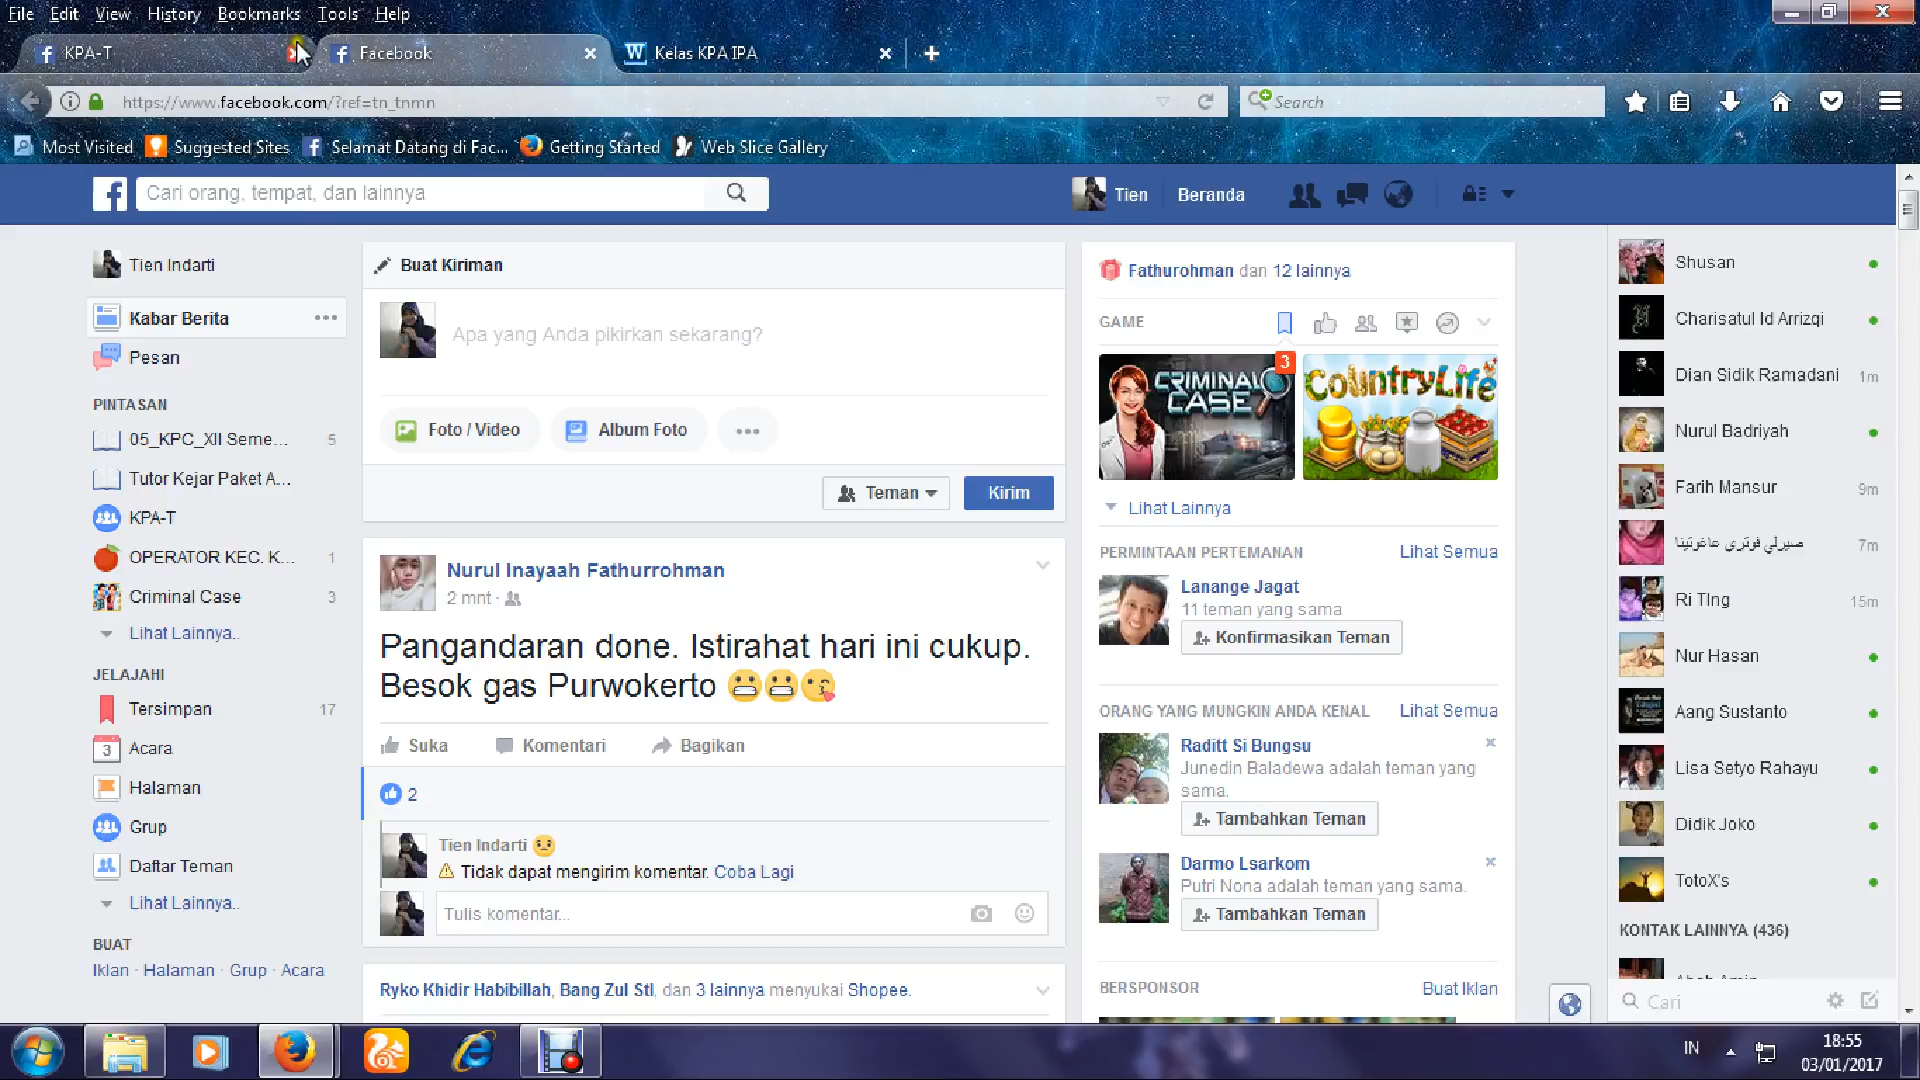 File Edit View History Bookmarks Tools Help
KPA-T
Facebook
Kelas KPA IPA
https://www.facebook.com/?ref=tn_tnmn
Search
Most Visited
Suggested Sites
Selamat Datang di Fac...
Getting Started
Web Slice Gallery
Cari orang, tempat, dan lainnya
Tien
Beranda
Tien Indarti
Kabar Berita
Pesan
PINTASAN
05_KPC_XII Seme... 5
Tutor Kejar Paket A...
KPA-T
OPERATOR KEC. K... 1
Criminal Case 3
Lihat Lainnya..
JELAJAHI
Tersimpan 17
Acara
Halaman
Grup
Daftar Teman
Lihat Lainnya..
BUAT
Iklan · Halaman · Grup · Acara
Buat Kiriman
Apa yang Anda pikirkan sekarang?
Foto / Video
Album Foto
Teman
Kirim
Nurul Inayaah Fathurrohman
2 mnt ·
Pangandaran done. Istirahat hari ini cukup.
Besok gas Purwokerto 😬😬😘
Suka Komentari Bagikan
2
Tien Indarti 😟
Tidak dapat mengirim komentar. Coba Lagi
Tulis komentar...
Ryko Khidir Habibillah, Bang Zul Stl, dan 3 lainnya menyukai Shopee.
Fathurohman dan 12 lainnya
GAME
3
CRIMINAL CASE
CountryLife
Lihat Lainnya
PERMINTAAN PERTEMANAN Lihat Semua
Lanange Jagat
11 teman yang sama
Konfirmasikan Teman
ORANG YANG MUNGKIN ANDA KENAL Lihat Semua
Raditt Si Bungsu
Junedin Baladewa adalah teman yang
sama.
Tambahkan Teman
Darmo Lsarkom
Putri Nona adalah teman yang sama.
Tambahkan Teman
BERSPONSOR Buat Iklan
Shusan
Charisatul Id Arrizqi
Dian Sidik Ramadani 1m
Nurul Badriyah
Farih Mansur 9m
7m
Ri TIng 15m
Nur Hasan
Aang Sustanto
Lisa Setyo Rahayu
Didik Joko
TotoX's
KONTAK LAINNYA (436)
Cari
IN
18:55
03/01/2017